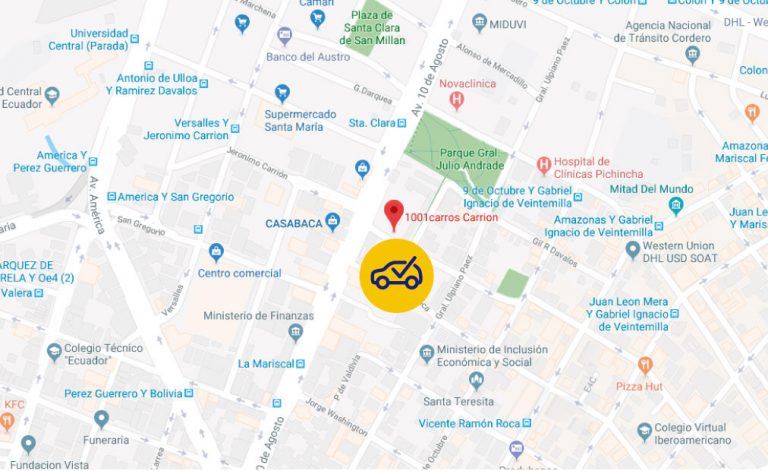 Camari
Plaza de
Santa Clara
de San Millan
MIDUVI
9 de Octubre Y Colon
Colón Y 9 de Octubre
DHL - We
Agencia Nacional
de Tránsito Cordero
Universidad
Central (Parada)
Banco del Austro
Alonso de Mercadillo
Gral. Ulpiano Paez
Av. 10 de Agosto
Antonio de Ulloa
Y Ramirez Davalos
G. Darquea
Novaclinica
Colon
dad Central
Ecuador
Supermercado
Santa María
Sta. Clara
Versalles Y
Jeronimo Carrion
Amazonas
Mariscal Fe
America Y
Perez Guerrero
Jeronimo Carrion
Parque Gral.
Julio Andrade
Hospital de
Clínicas Pichincha
Av. América
America Y San Gregorio
9 de Octubre Y Gabriel
Ignacio de Veintemilla
Mitad Del Mundo
San Gregorio
CASABACA
1001carros Carrion
Amazonas Y Gabriel
Ignacio de Veintemilla
Juan Leon
Y Mariscal
Gil R Davalos
Western Union
DHL USD SOAT
ARQUEZ DE
RELA Y Oe4 (2)
Valera
Centro comercial
Versalles
Gral. Ulpiano Paez
Juan Leon Mera
Y Gabriel Ignacio
de Veintemilla
Ministerio de Finanzas
Colegio Técnico
"Ecuador"
La Mariscal
Ministerio de Inclusión
Económica y Social
P de Valdivia
EAC
Pizza Hut
Perez Guerrero Y Bolivia
KFC
Santa Teresita
Jorge Washington
Vicente Ramón Roca
Funeraria
10 de Agosto
Colegio Virtual
Iberoamericano
Fundacion Vista